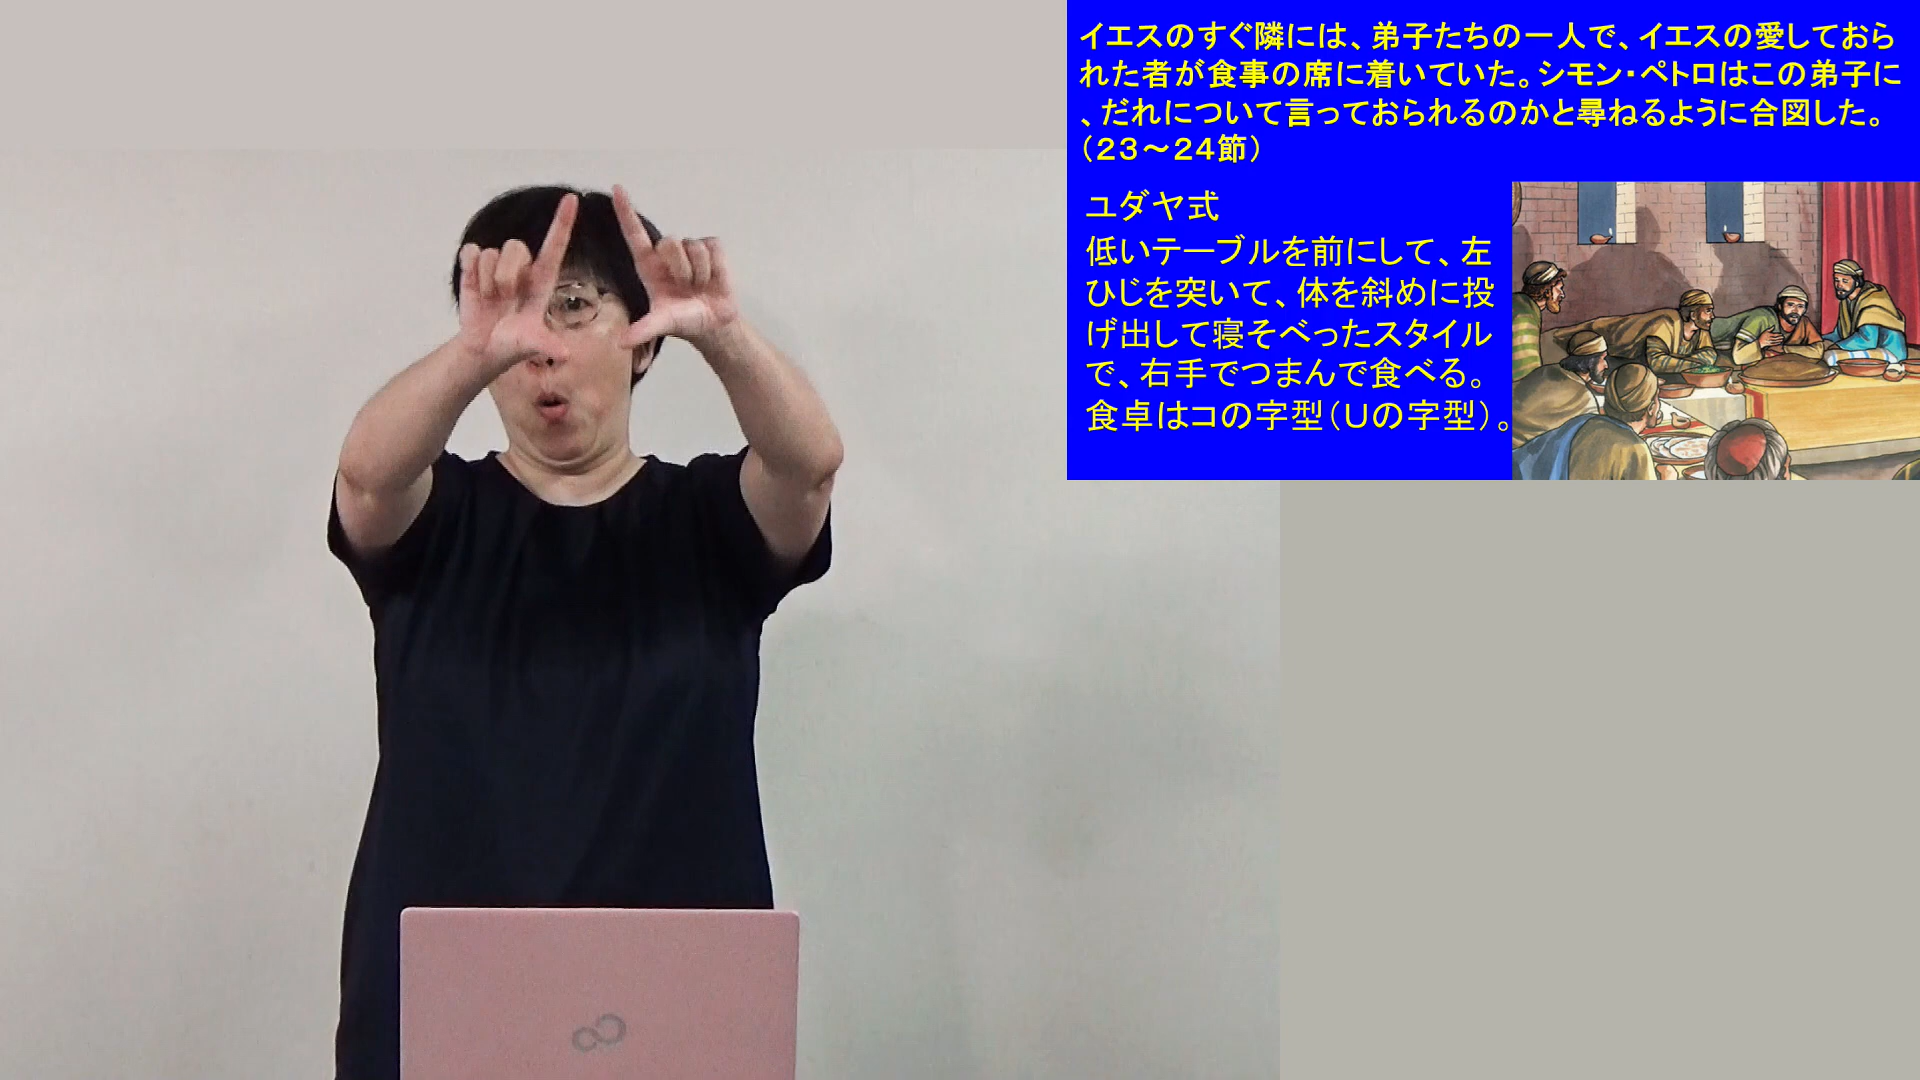 イエスのすぐ隣には、弟子たちの一人で、イエスの愛しておら
れた者が食事の席に着いていた。シモン・ペトロはこの弟子に
、だれについて言っておられるのかと尋ねるように合図した。
（２３～２４節）
ユダヤ式
低いテーブルを前にして、左
ひじを突いて、体を斜めに投
げ出して寝そべったスタイル
で、右手でつまんで食べる。
食卓はコの字型（Ｕの字型）。